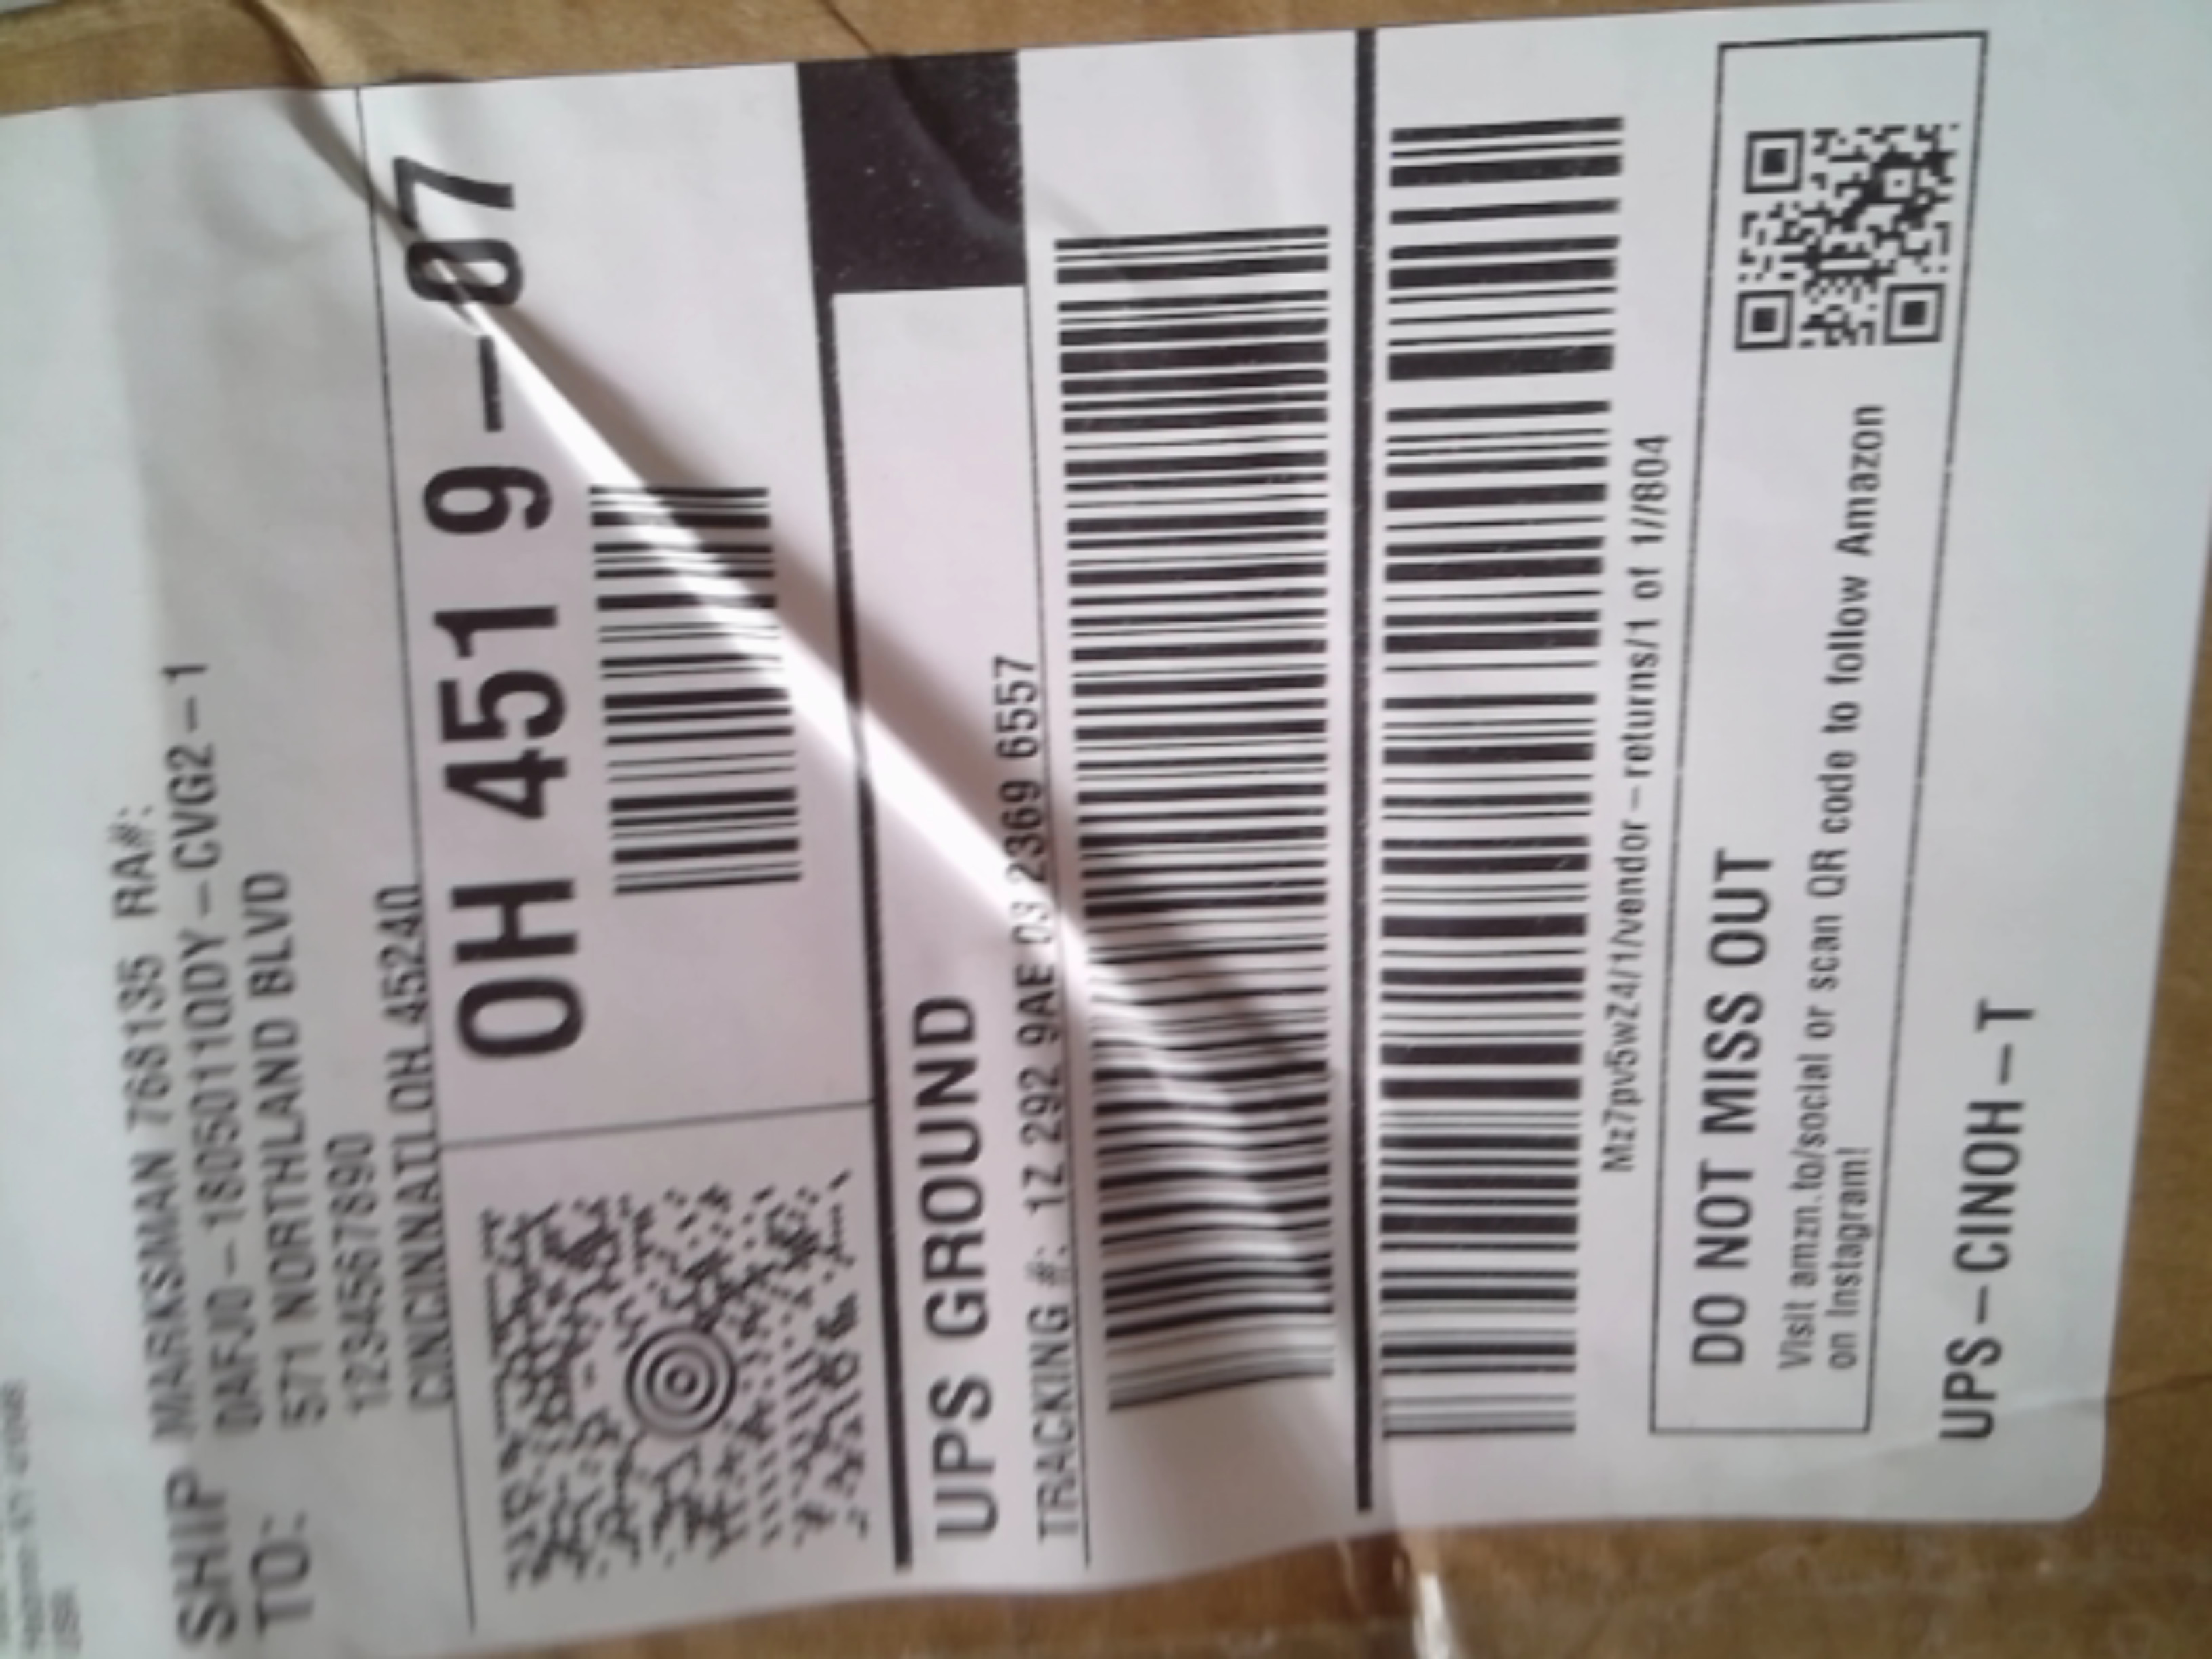 SHIP
TO:
MARKSMAN 768135 RA#:
0AFJ0-1805011QDY-CVG2-1
571 NORTHLAND BLVD
1234567890
CINCINNATI OH 45240
OH 451 9-07
UPS GROUND
TRACKING #: 1Z 292 9AE 03 2369 6557
Mz7pv5wZ4/1/vendor-returns/1 of 1//804
DO NOT MISS OUT
Visit amzn.to/social or scan QR code to follow Amazon
on Instagram!
UPS-CINOH-T